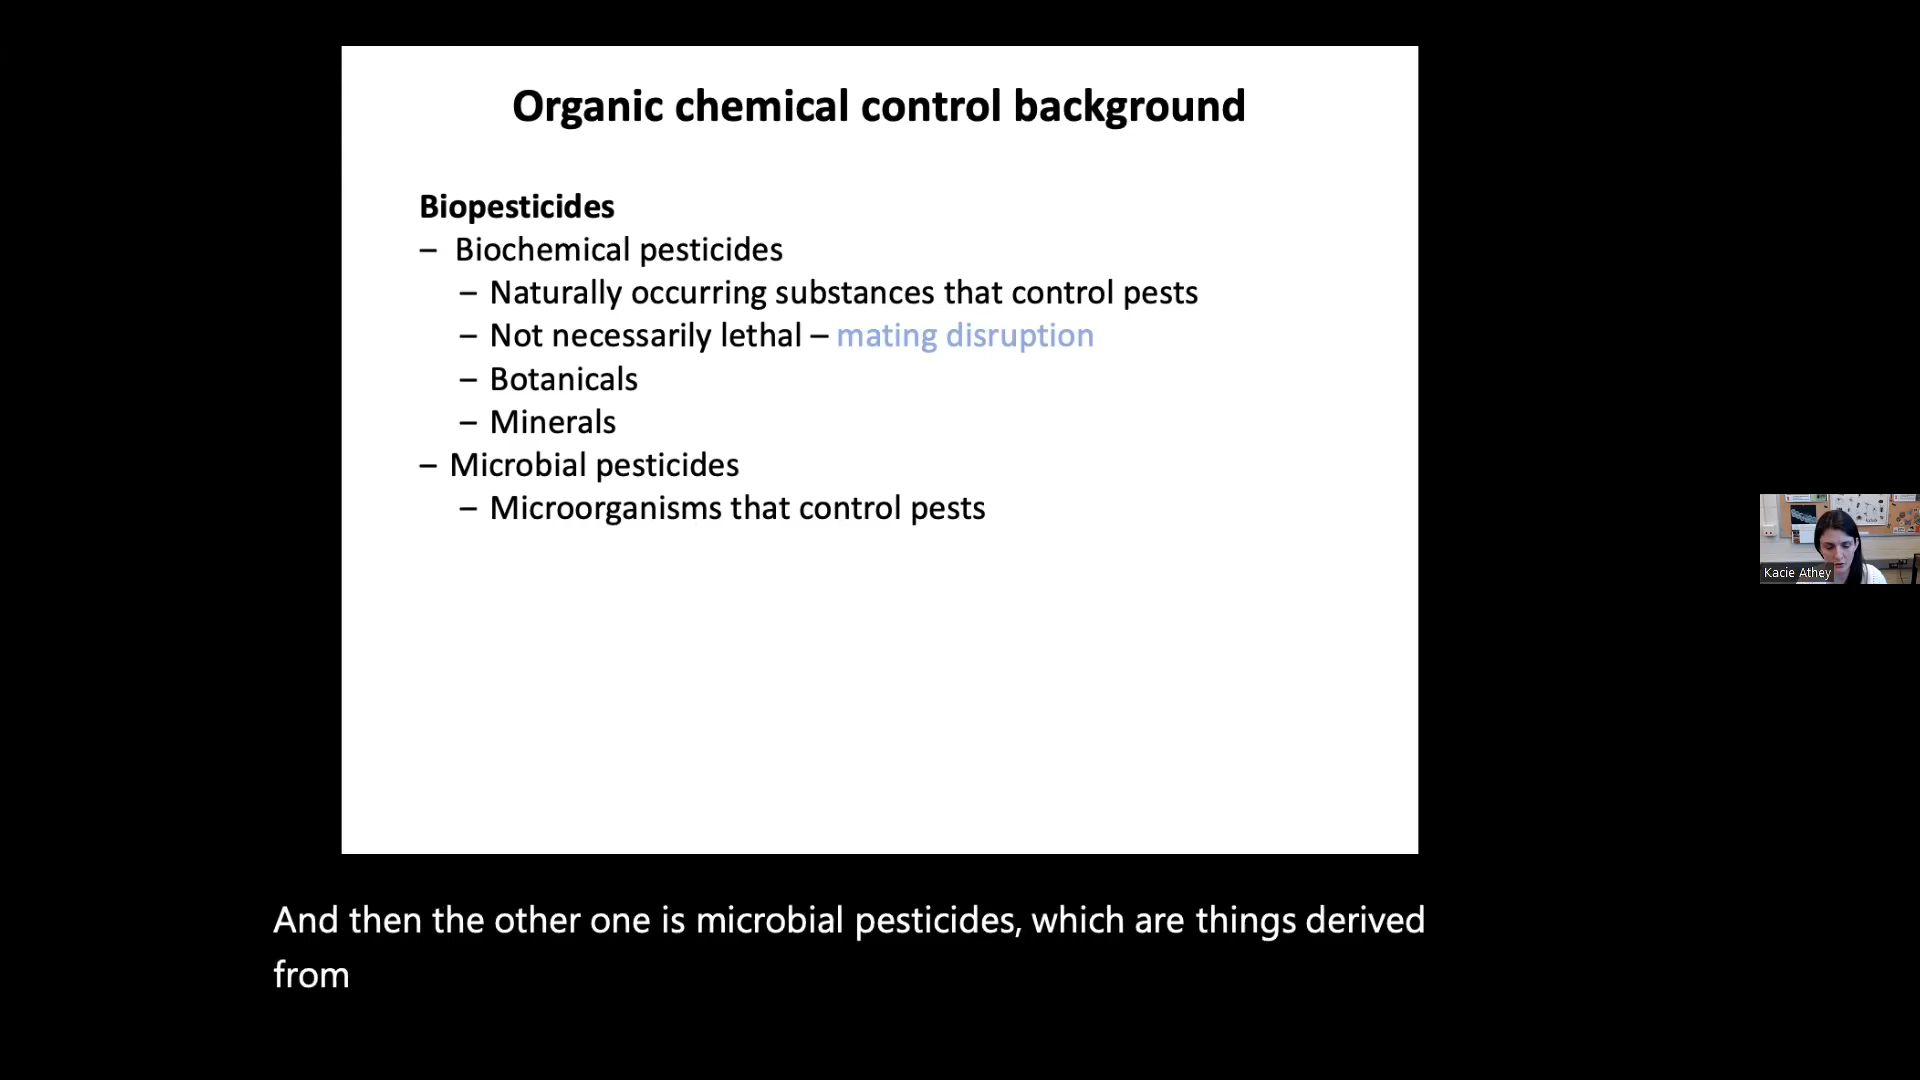 Organic chemical control background
Biopesticides
– Biochemical pesticides
– Naturally occurring substances that control pests
– Not necessarily lethal – mating disruption
– Botanicals
– Minerals
– Microbial pesticides
– Microorganisms that control pests
Kacie Athey
And then the other one is microbial pesticides, which are things derived
from